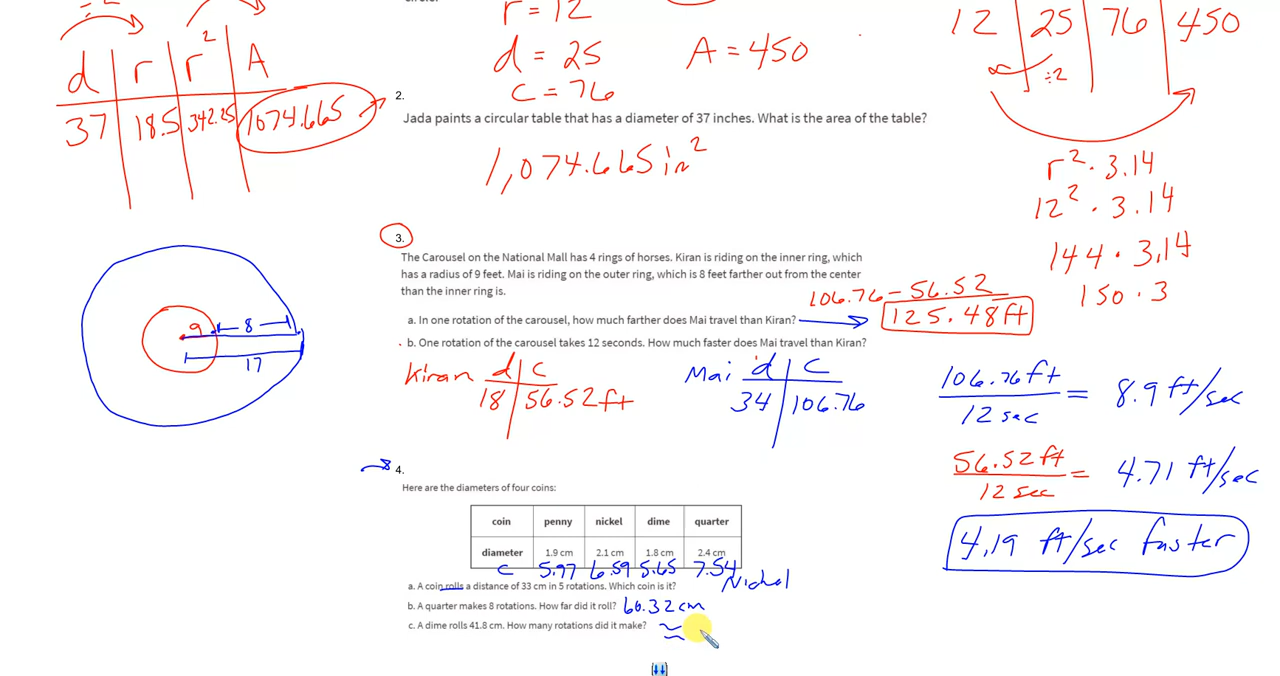 ÷2
d r r² A
37 18.5 342.25 1074.665
circle.
r = 12
d = 25
c = 76
A = 450
12 25 76 450
÷2
r² · 3.14
12² · 3.14
144 · 3.14
150 · 3
2.
Jada paints a circular table that has a diameter of 37 inches. What is the area of the table?
1,074.665 in²
9 8
17
3.
The Carousel on the National Mall has 4 rings of horses. Kiran is riding on the inner ring, which
has a radius of 9 feet. Mai is riding on the outer ring, which is 8 feet farther out from the center
than the inner ring is.
106.76 - 56.52
a. In one rotation of the carousel, how much farther does Mai travel than Kiran? 125.48 ft
b. One rotation of the carousel takes 12 seconds. How much faster does Mai travel than Kiran?
Kiran d c
18 56.52 ft
Mai d c
34 106.76
106.76 ft
12 sec = 8.9 ft/sec
56.52 ft
12 sec = 4.71 ft/sec
4.19 ft/sec faster
4.
Here are the diameters of four coins:
coin penny nickel dime quarter
diameter 1.9 cm 2.1 cm 1.8 cm 2.4 cm
c 5.97 6.59 5.65 7.54
a. A coin rolls a distance of 33 cm in 5 rotations. Which coin is it? Nickel
b. A quarter makes 8 rotations. How far did it roll? 60.32 cm
c. A dime rolls 41.8 cm. How many rotations did it make? ≈